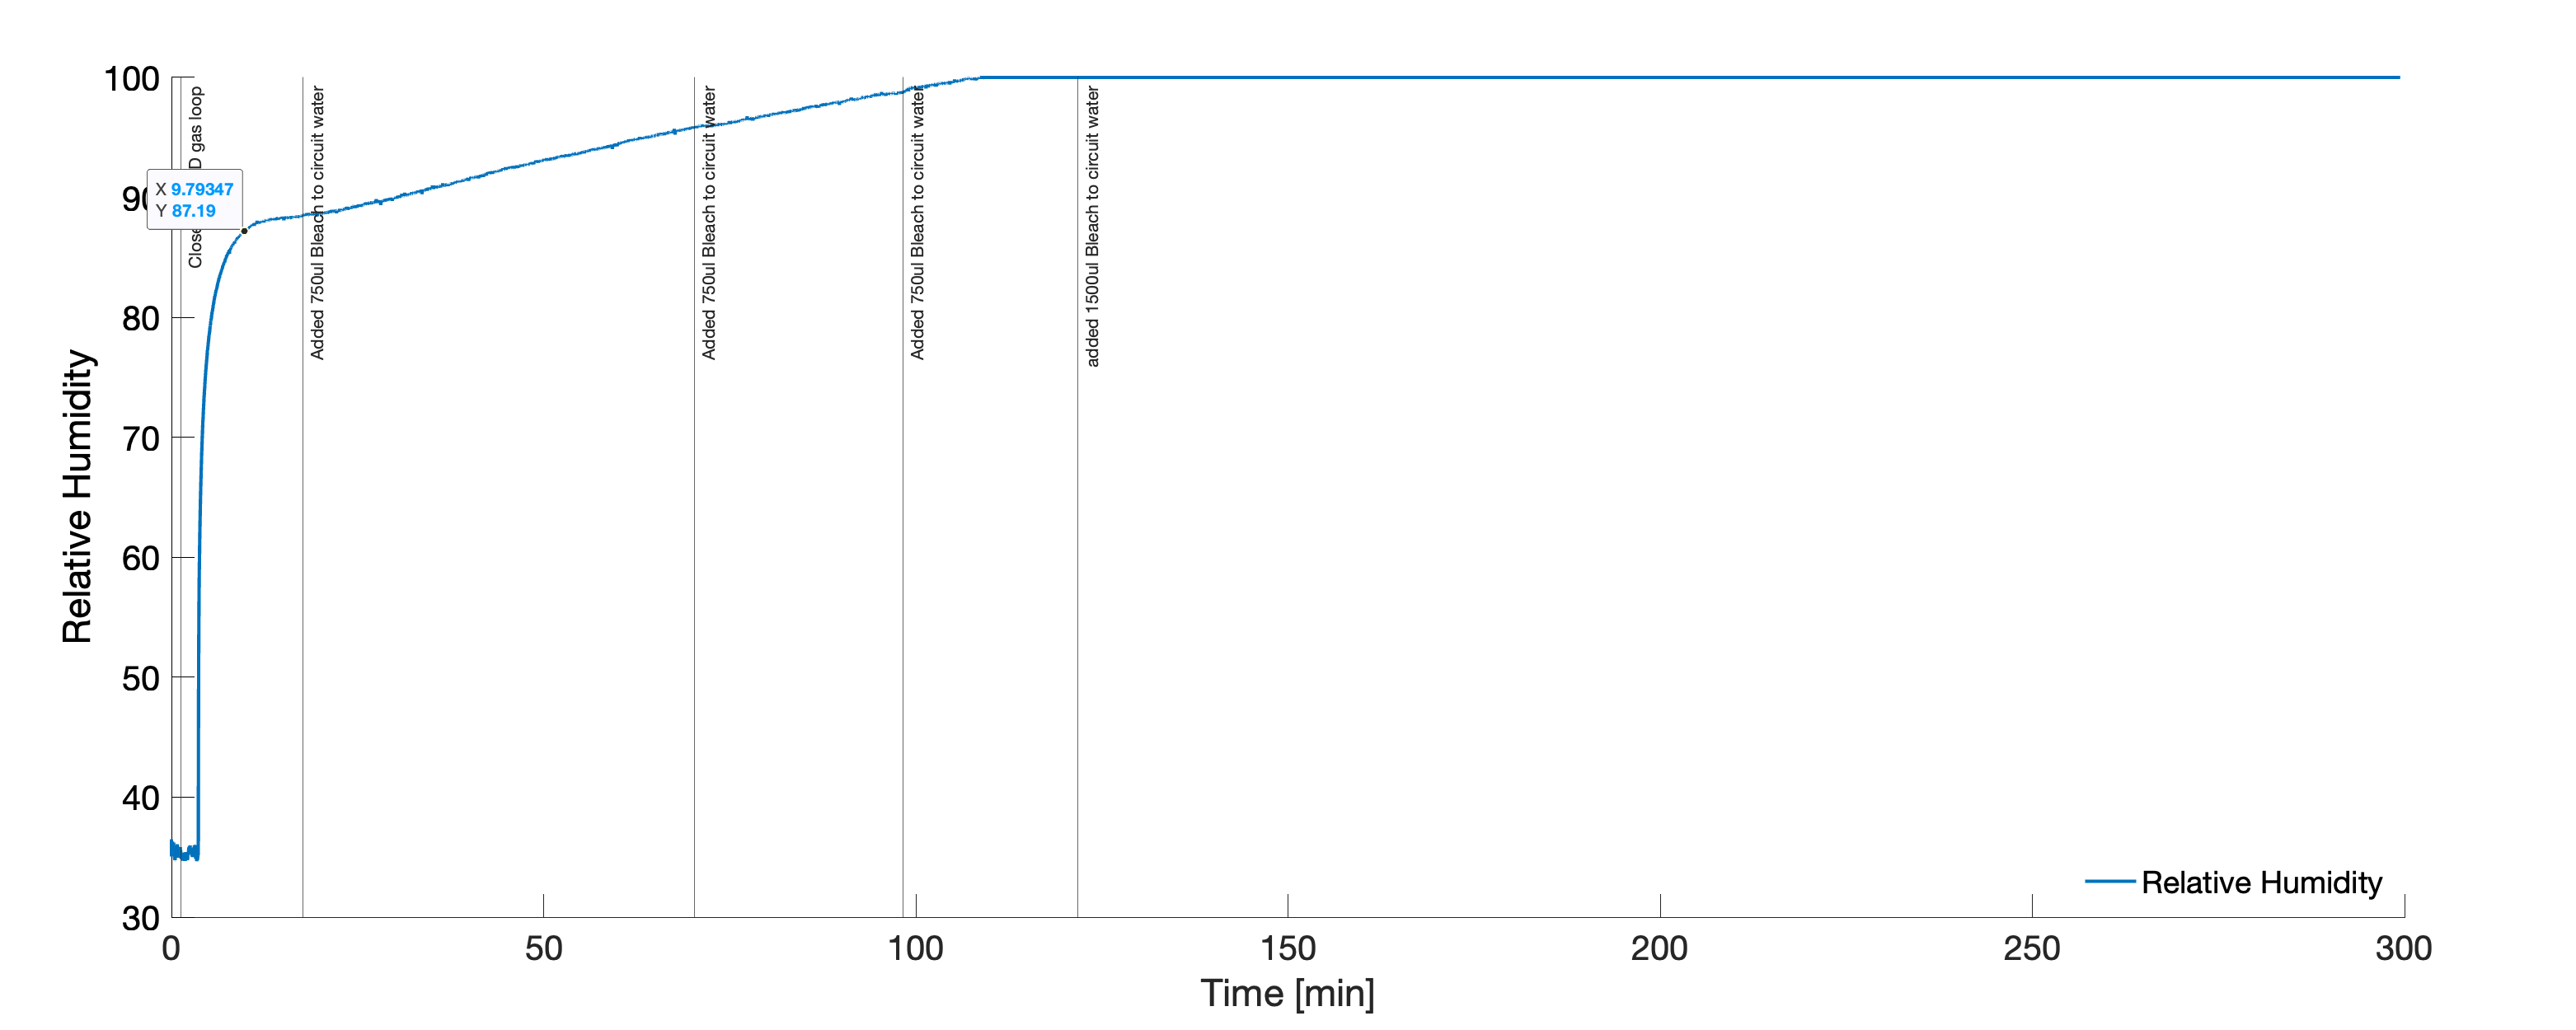 100
90
80
70
60
50
40
30
Relative Humidity
X 9.79347
Y 87.19
D gas loop
Added 750ul Bleach to circuit water
Added 750ul Bleach to circuit water
Added 750ul Bleach to circuit water
added 1500ul Bleach to circuit water
Relative Humidity
0 50 100 150 200 250 300
Time [min]